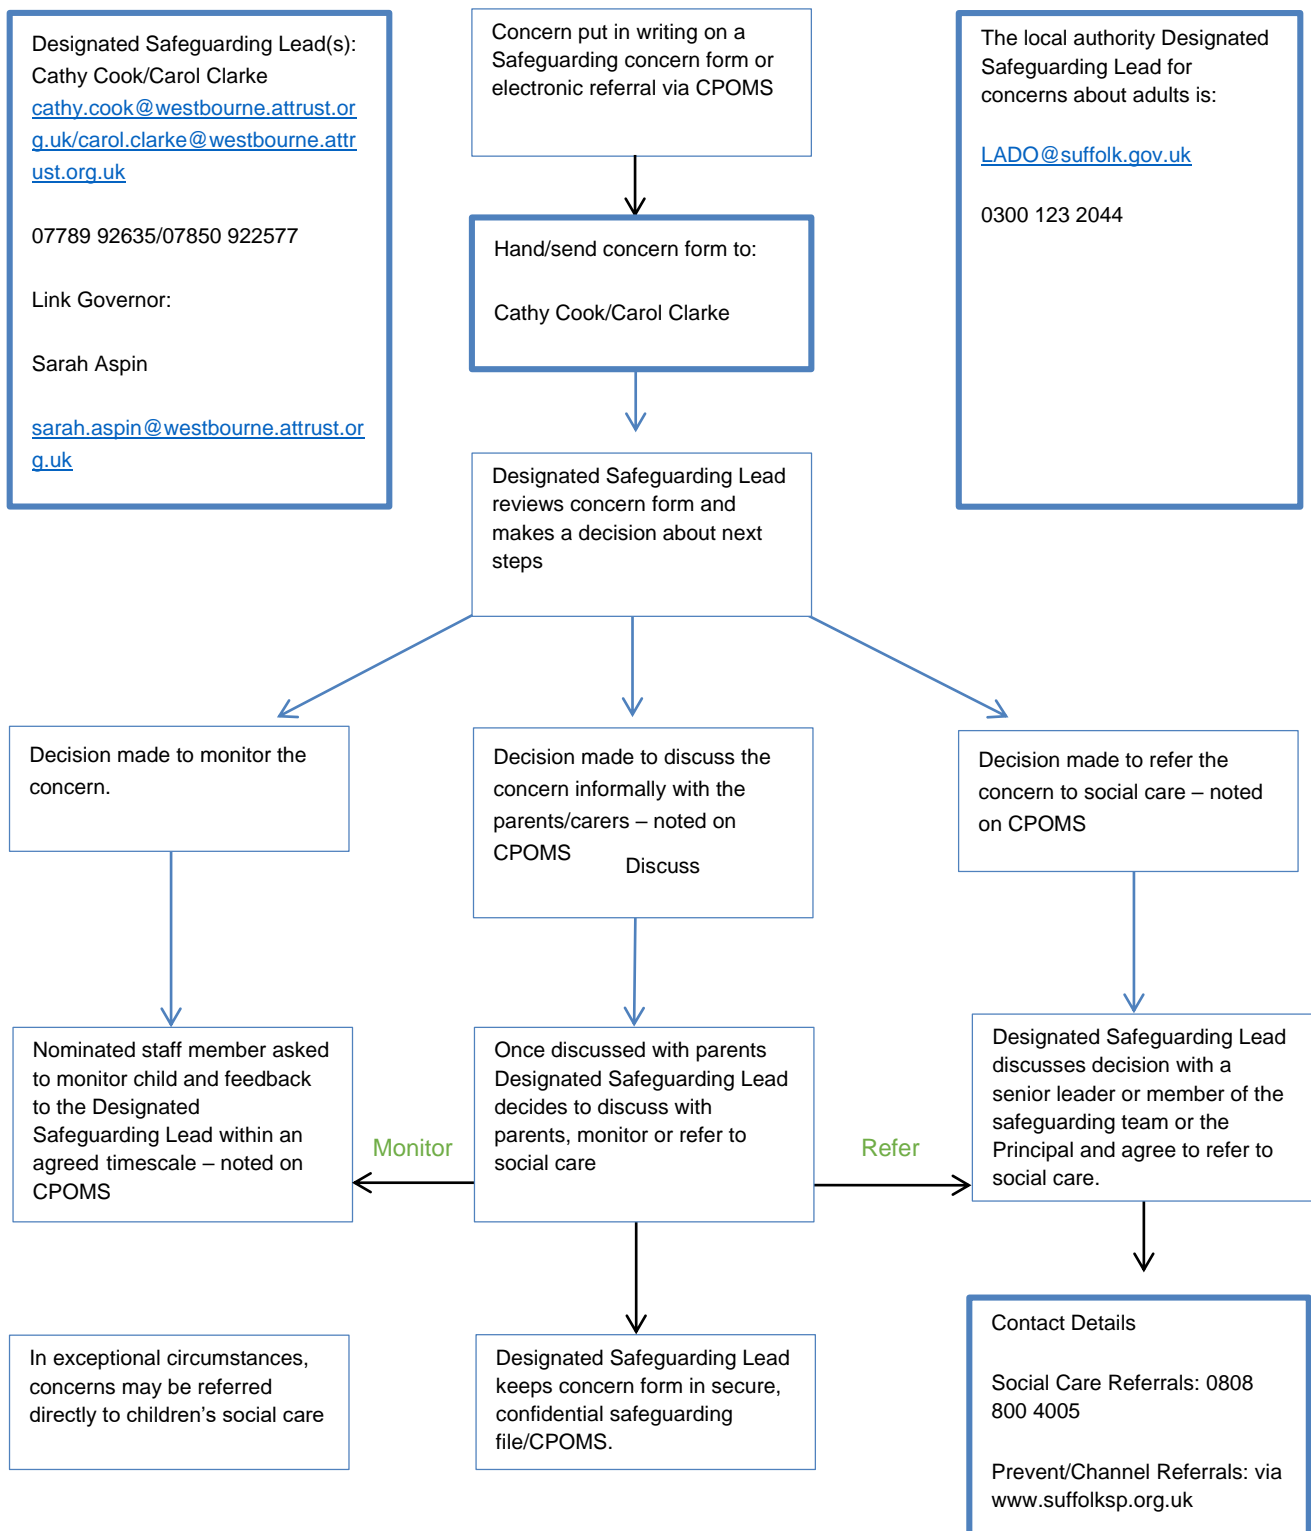 Designated Safeguarding Lead(s):
Cathy Cook/Carol Clarke
cathy.cook@westbourne.attrust.or
g.uk/carol.clarke@westbourne.attr
ust.org.uk
07789 92635/07850 922577
Link Governor:
Sarah Aspin
sarah.aspin@westbourne.attrust.or
g.uk
Concern put in writing on a
Safeguarding concern form or
electronic referral via CPOMS
The local authority Designated
Safeguarding Lead for
concerns about adults is:
LADO@suffolk.gov.uk
0300 123 2044
Hand/send concern form to:
Cathy Cook/Carol Clarke
Designated Safeguarding Lead
reviews concern form and
makes a decision about next
steps
Decision made to monitor the
concern.
Decision made to discuss the
concern informally with the
parents/carers – noted on
CPOMS
Discuss
Decision made to refer the
concern to social care – noted
on CPOMS
Nominated staff member asked
to monitor child and feedback
to the Designated
Safeguarding Lead within an
agreed timescale – noted on
CPOMS
Monitor
Once discussed with parents
Designated Safeguarding Lead
decides to discuss with
parents, monitor or refer to
social care
Refer
Designated Safeguarding Lead
discusses decision with a
senior leader or member of the
safeguarding team or the
Principal and agree to refer to
social care.
In exceptional circumstances,
concerns may be referred
directly to children's social care
Designated Safeguarding Lead
keeps concern form in secure,
confidential safeguarding
file/CPOMS.
Contact Details
Social Care Referrals: 0808
800 4005
Prevent/Channel Referrals: via
www.suffolksp.org.uk